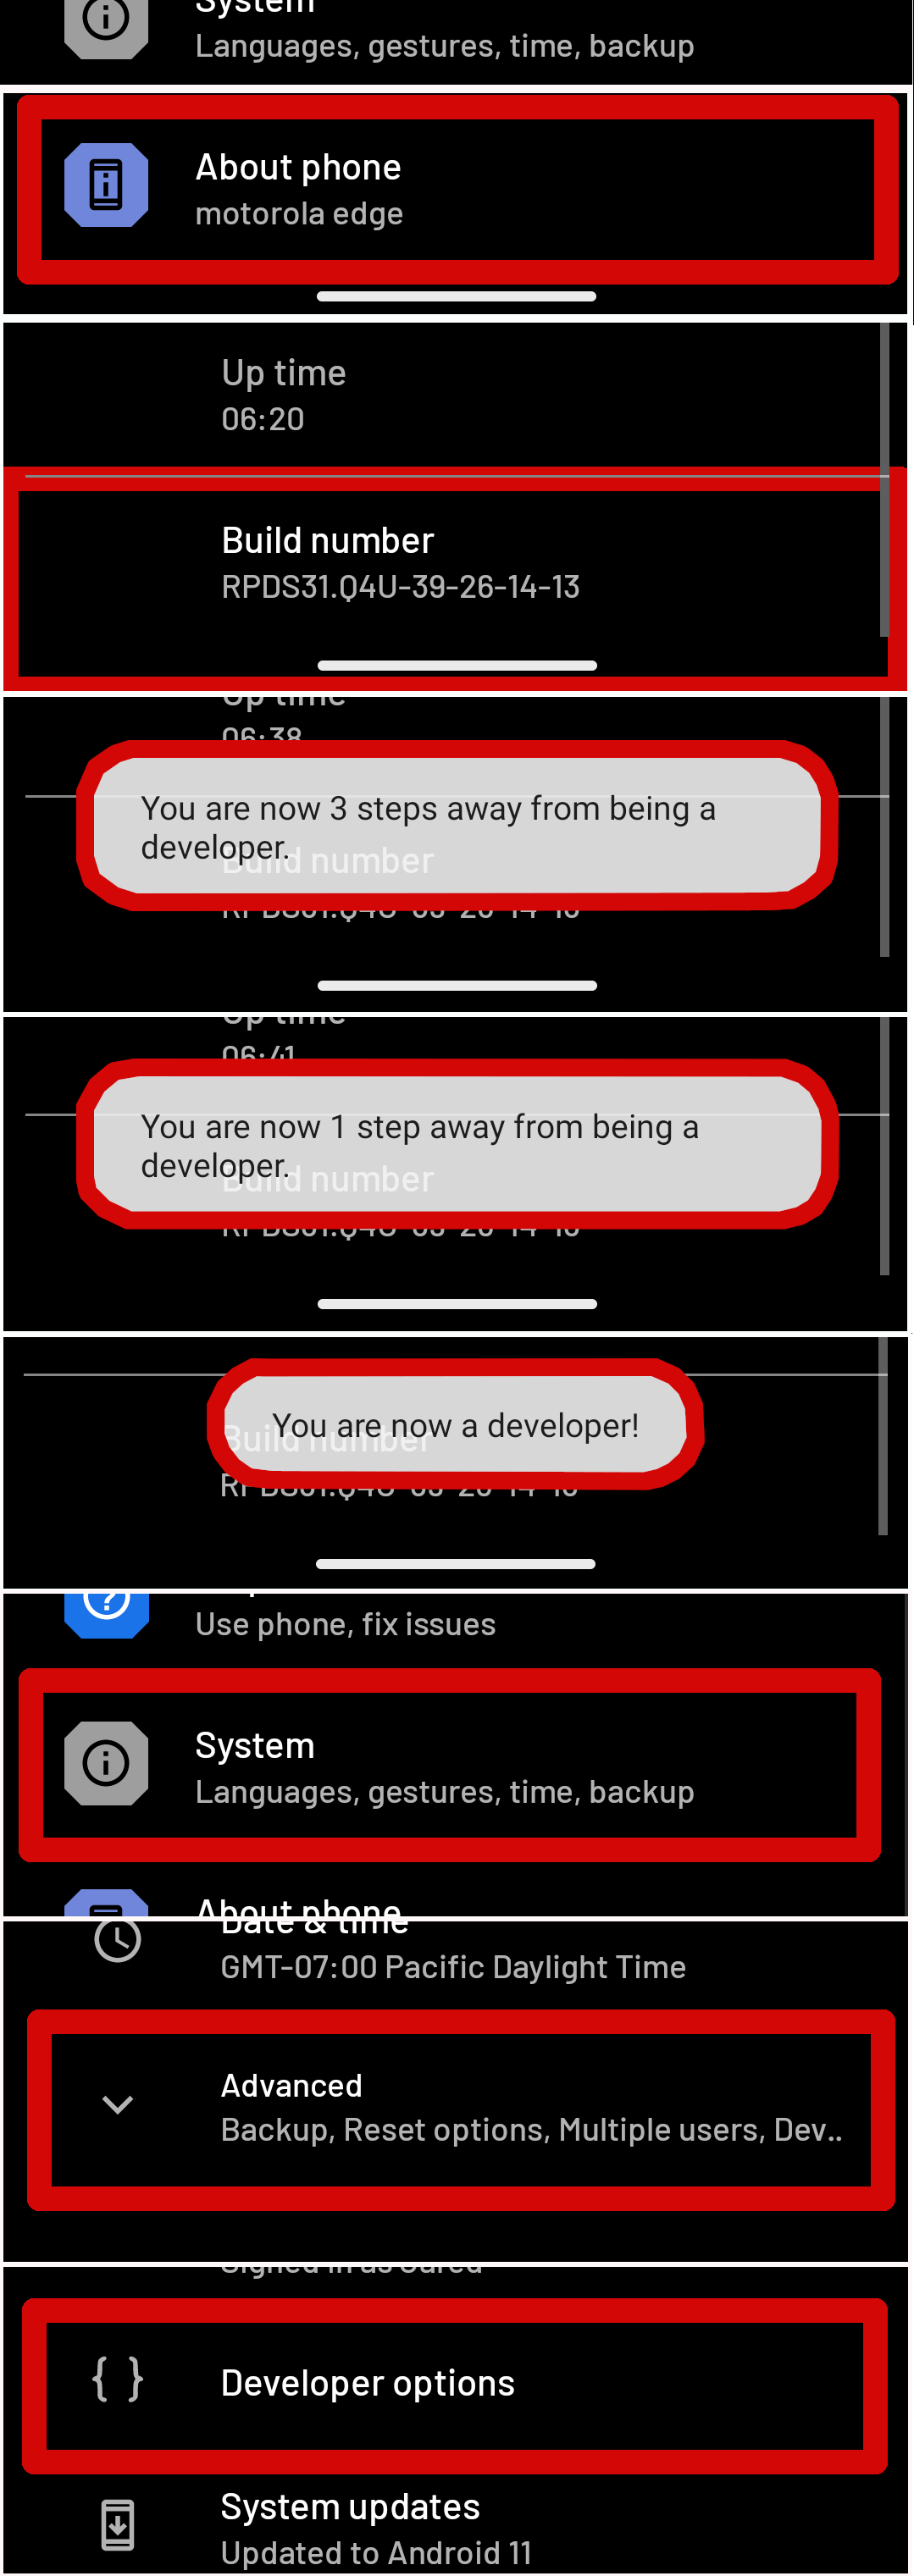 System
Languages, gestures, time, backup
About phone
motorola edge
Up time
06:20
Build number
RPDS31.Q4U-39-26-14-13
Up time
06:38
You are now 3 steps away from being a
developer.
Build number
Up time
06:41
You are now 1 step away from being a
developer.
Build number
You are now a developer!
Build number
Use phone, fix issues
System
Languages, gestures, time, backup
About phone
Date & time
GMT-07:00 Pacific Daylight Time
Advanced
Backup, Reset options, Multiple users, Dev..
Signed in as
Developer options
System updates
Updated to Android 11